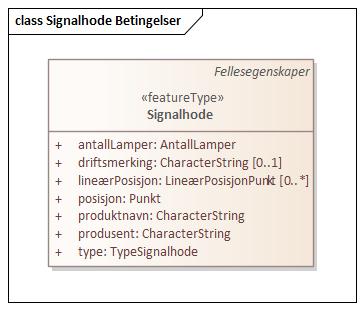 class Signalhode Betingelser
Fellesegenskaper
«featureType»
Signalhode
+ antallLamper: AntallLamper
+ driftsmerking: CharacterString [0..1]
+ lineærPosisjon: LineærPosisjonPunkt [0..*]
+ posisjon: Punkt
+ produktnavn: CharacterString
+ produsent: CharacterString
+ type: TypeSignalhode